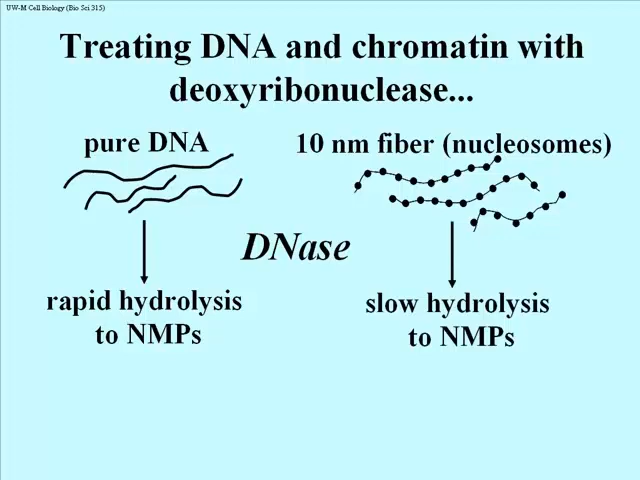 UW-M Cell Biology (Bio Sci 315)
Treating DNA and chromatin with
deoxyribonuclease...
pure DNA
10 nm fiber (nucleosomes)
DNase
rapid hydrolysis
to NMPs
slow hydrolysis
to NMPs